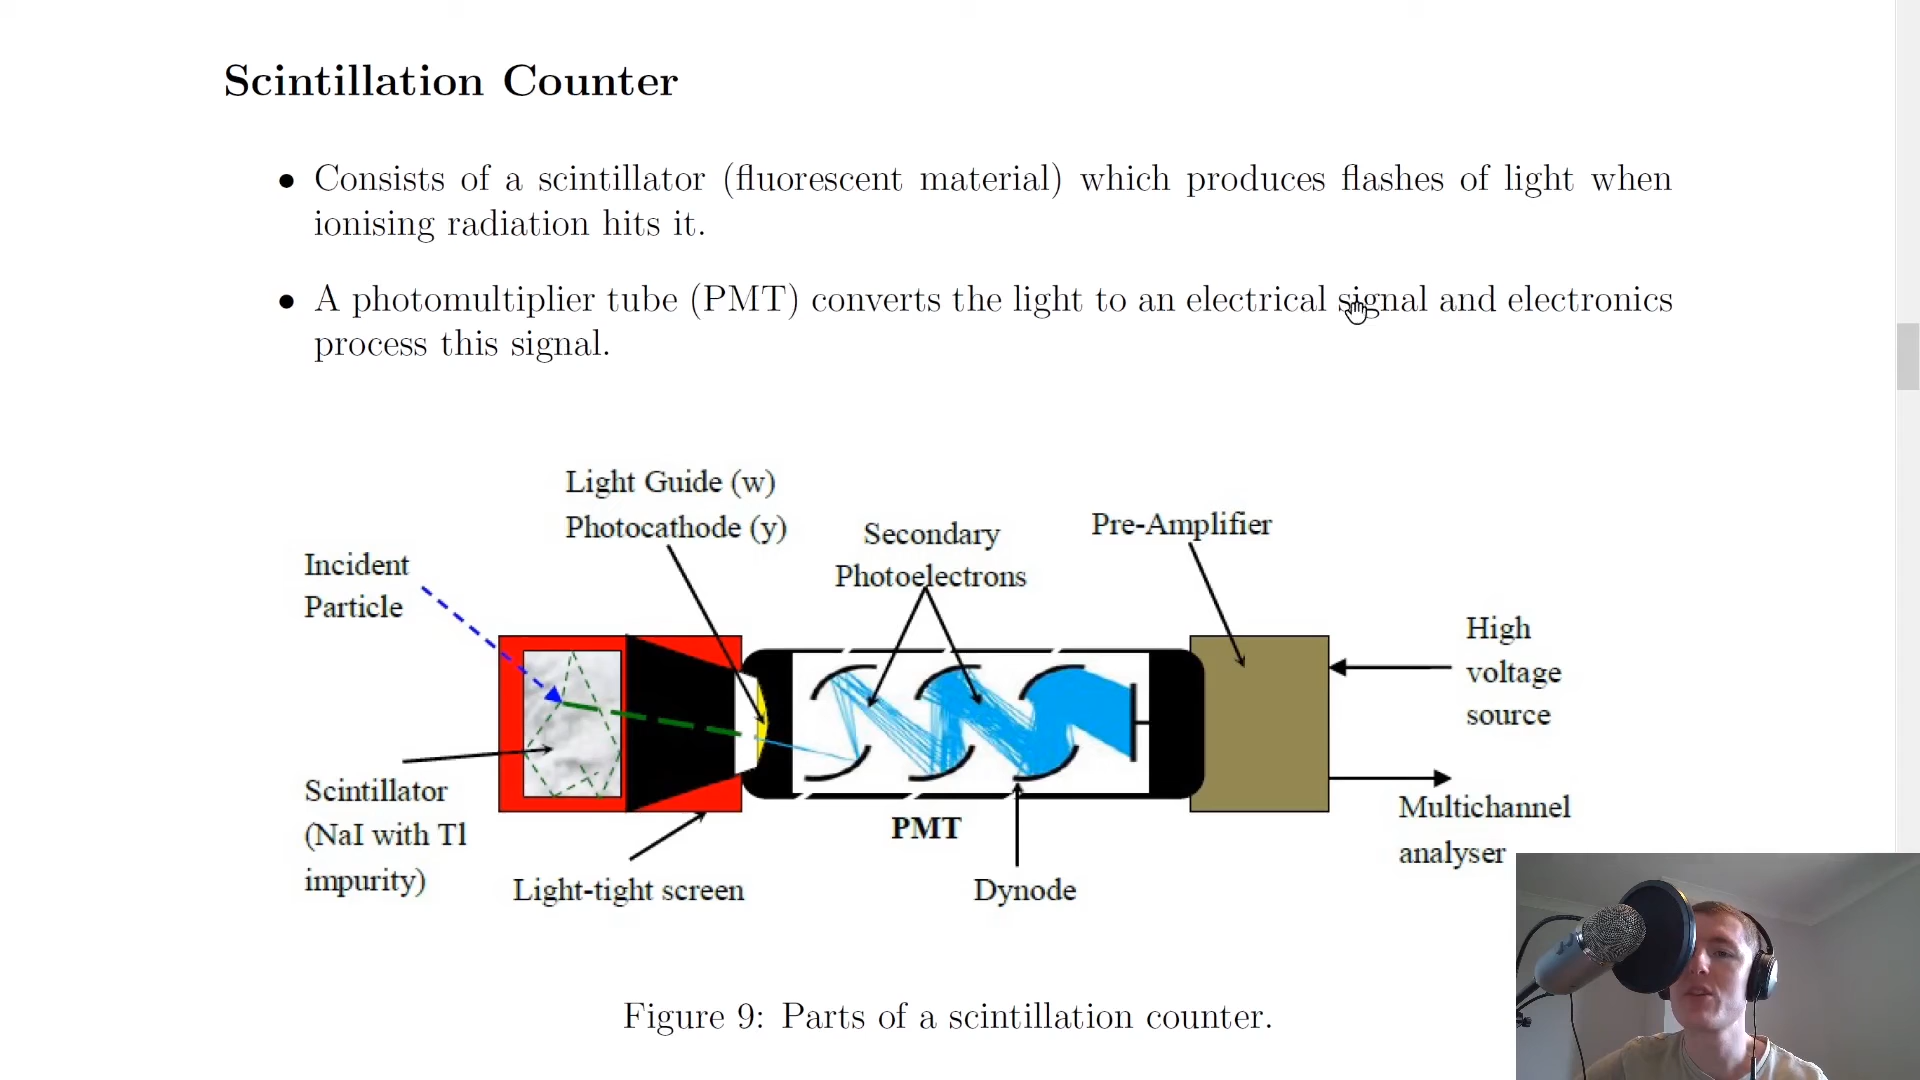 Scintillation Counter
• Consists of a scintillator (fluorescent material) which produces flashes of light when
ionising radiation hits it.
• A photomultiplier tube (PMT) converts the light to an electrical signal and electronics
process this signal.
Light Guide (w)
Photocathode (y)
Secondary
Photoelectrons
Pre-Amplifier
Incident
Particle
High
voltage
source
Scintillator
(NaI with Tl
impurity)
Light-tight screen
PMT
Dynode
Multichannel
analyser
Figure 9: Parts of a scintillation counter.